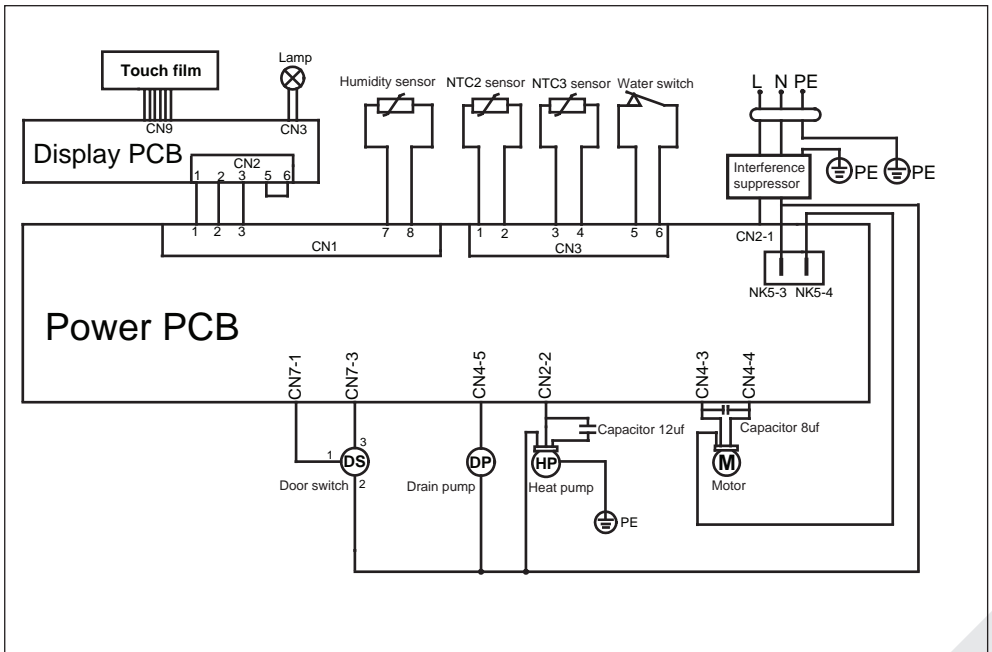 Touch film
Lamp
CN9
CN3
Display PCB
CN2
1 2 3 5 6
Humidity sensor
NTC2 sensor
NTC3 sensor
Water switch
L N PE
Interference
suppressor
PE
PE
1 2 3
7 8
CN1
1 2 3 4 5 6
CN3
CN2-1
NK5-3 NK5-4
Power PCB
CN7-1
CN7-3
CN4-5
CN2-2
CN4-3
CN4-4
Capacitor 12uf
Capacitor 8uf
1
3
DS
2
Door switch
DP
Drain pump
HP
Heat pump
PE
M
Motor